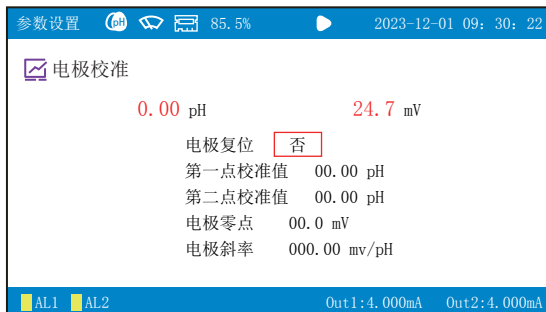 参数设置 pH 85.5% 2023-12-01 09: 30: 22
电极校准
0.00 pH 24.7 mV
电极复位 否
第一点校准值 00.00 pH
第二点校准值 00.00 pH
电极零点 00.0 mV
电极斜率 000.00 mv/pH
AL1 AL2 Out1:4.000mA Out2:4.000mA